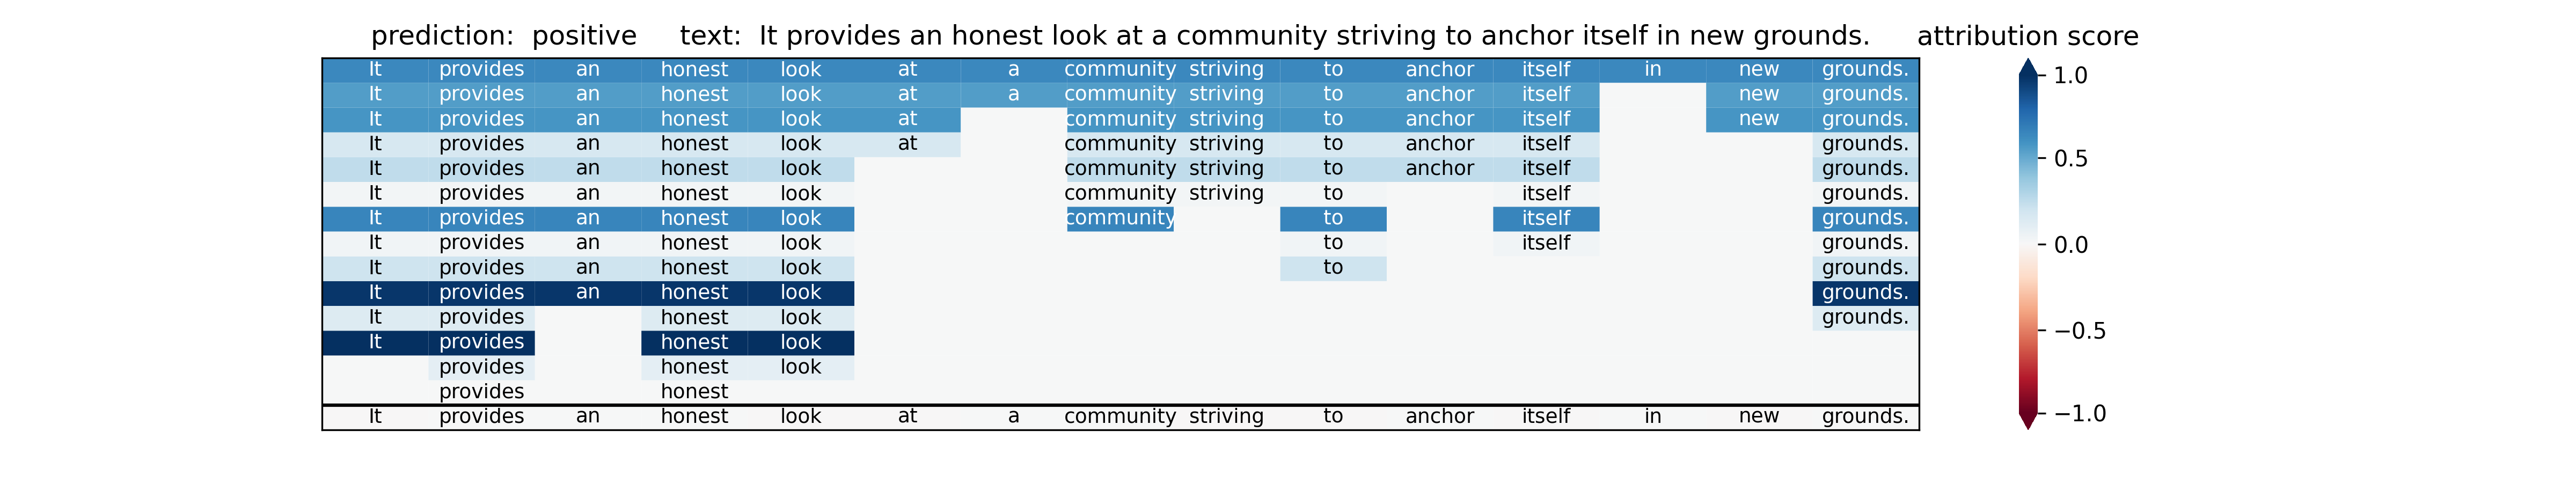 prediction: positive text: It provides an honest look at a community striving to anchor itself in new grounds. attribution score
It provides an honest look at a community striving to anchor itself in new grounds.
It provides an honest look at a community striving to anchor itself new grounds.
It provides an honest look at community striving to anchor itself new grounds.
It provides an honest look at community striving to anchor itself grounds.
It provides an honest look community striving to anchor itself grounds.
It provides an honest look community striving to itself grounds.
It provides an honest look community to itself grounds.
It provides an honest look to itself grounds.
It provides an honest look to grounds.
It provides an honest look grounds.
It provides honest look grounds.
It provides honest look
provides honest look
provides honest
It provides an honest look at a community striving to anchor itself in new grounds.
1.0
0.5
0.0
−0.5
−1.0